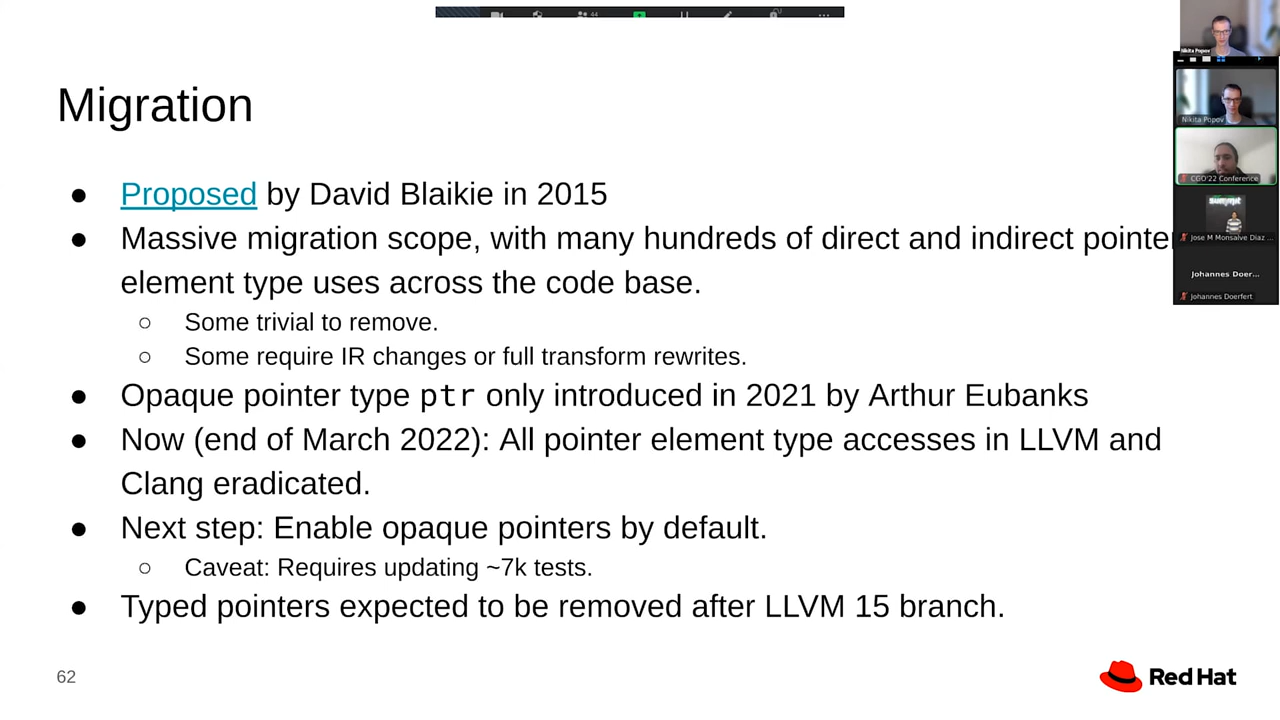 44
Nikita Popov
Migration
Nikita Popov
● Proposed by David Blaikie in 2015
CGO'22 Conference
● Massive migration scope, with many hundreds of direct and indirect pointer
Jose M Monsalve Diaz ...
element type uses across the code base.
Johannes Doer...
Johannes Doerfert
○ Some trivial to remove.
○ Some require IR changes or full transform rewrites.
● Opaque pointer type ptr only introduced in 2021 by Arthur Eubanks
● Now (end of March 2022): All pointer element type accesses in LLVM and
Clang eradicated.
● Next step: Enable opaque pointers by default.
○ Caveat: Requires updating ~7k tests.
● Typed pointers expected to be removed after LLVM 15 branch.
62
Red Hat